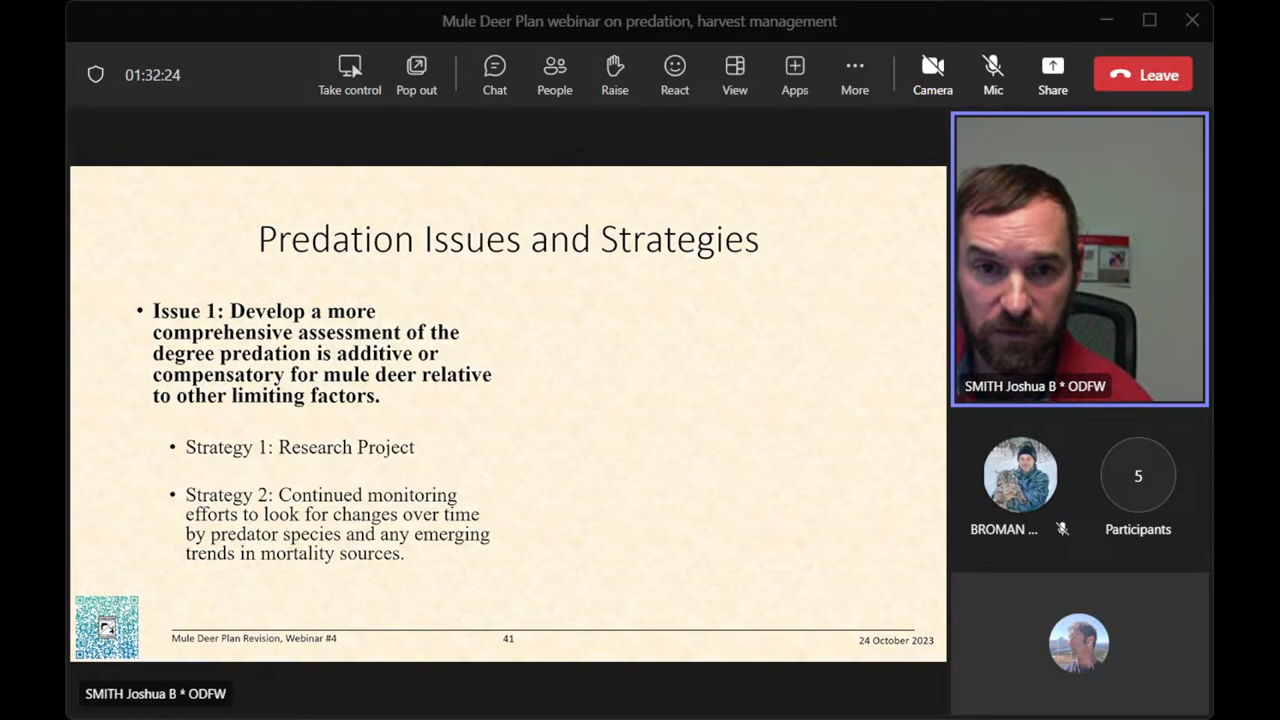 Mule Deer Plan webinar on predation, harvest management
01:32:24
Take control
Pop out
Chat
People
Raise
React
View
Apps
More
Camera
Mic
Share
Leave
Predation Issues and Strategies
• Issue 1: Develop a more
comprehensive assessment of the
degree predation is additive or
compensatory for mule deer relative
to other limiting factors.
• Strategy 1: Research Project
• Strategy 2: Continued monitoring
efforts to look for changes over time
by predator species and any emerging
trends in mortality sources.
Mule Deer Plan Revision, Webinar #4
41
24 October 2023
SMITH Joshua B * ODFW
SMITH Joshua B * ODFW
BROMAN ...
5
Participants